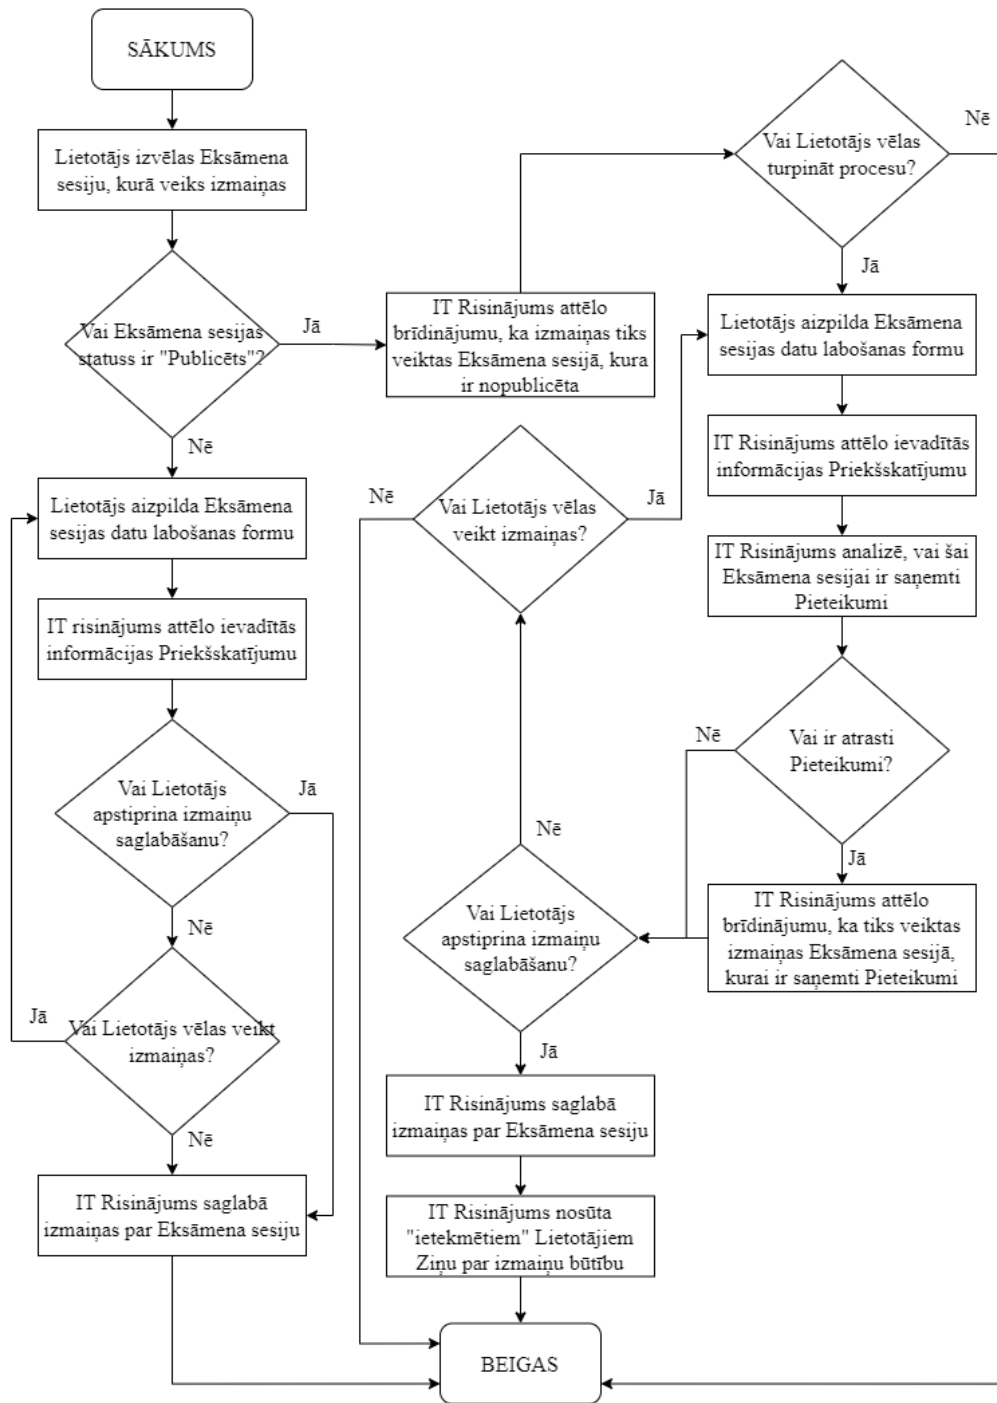 SĀKUMS
Lietotājs izvēlas Eksāmena
sesiju, kurā veiks izmaiņas
Vai Eksāmena sesijas
statuss ir "Publicēts"?
Jā
Nē
IT Risinājums attēlo
brīdinājumu, ka izmaiņas tiks
veiktas Eksāmena sesijā, kura
ir nopublicēta
Vai Lietotājs vēlas
turpināt procesu?
Nē
Jā
Lietotājs aizpilda Eksāmena
sesijas datu labošanas formu
IT Risinājums attēlo ievadītās
informācijas Priekšskatījumu
IT Risinājums analizē, vai šai
Eksāmena sesijai ir saņemti
Pieteikumi
Vai ir atrasti
Pieteikumi?
Nē
Jā
IT Risinājums attēlo
brīdinājumu, ka tiks veiktas
izmaiņas Eksāmena sesijā,
kurai ir saņemti Pieteikumi
Vai Lietotājs
apstiprina izmaiņu
saglabāšanu?
Nē
Jā
Vai Lietotājs vēlas
veikt izmaiņas?
Nē
Jā
IT Risinājums saglabā
izmaiņas par Eksāmena sesiju
IT Risinājums nosūta
"ietekmētiem" Lietotājiem
Ziņu par izmaiņu būtību
Lietotājs aizpilda Eksāmena
sesijas datu labošanas formu
IT risinājums attēlo ievadītās
informācijas Priekšskatījumu
Vai Lietotājs
apstiprina izmaiņu
saglabāšanu?
Jā
Nē
Vai Lietotājs vēlas veikt
izmaiņas?
Jā
Nē
IT Risinājums saglabā
izmaiņas par Eksāmena sesiju
BEIGAS